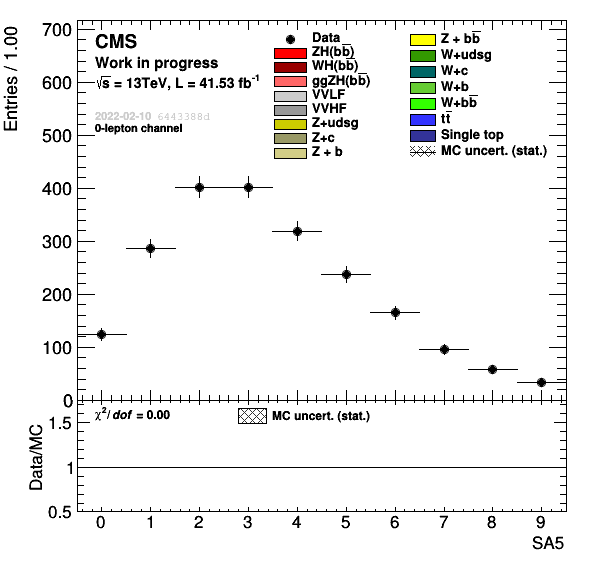 CMS
Work in progress
√s = 13TeV, L = 41.53 fb⁻¹
2022-02-10 6443388d
0-lepton channel
Data
ZH(bb̅)
WH(bb̅)
ggZH(bb̅)
VVLF
VVHF
Z+udsg
Z+c
Z + b
Z + bb̅
W+udsg
W+c
W+b
W+bb̅
tt̅
Single top
MC uncert. (stat.)
Entries / 1.00
700
600
500
400
300
200
100
0
χ²/dof = 0.00
MC uncert. (stat.)
Data/MC
1.5
1
0.5
0 1 2 3 4 5 6 7 8 9
SA5